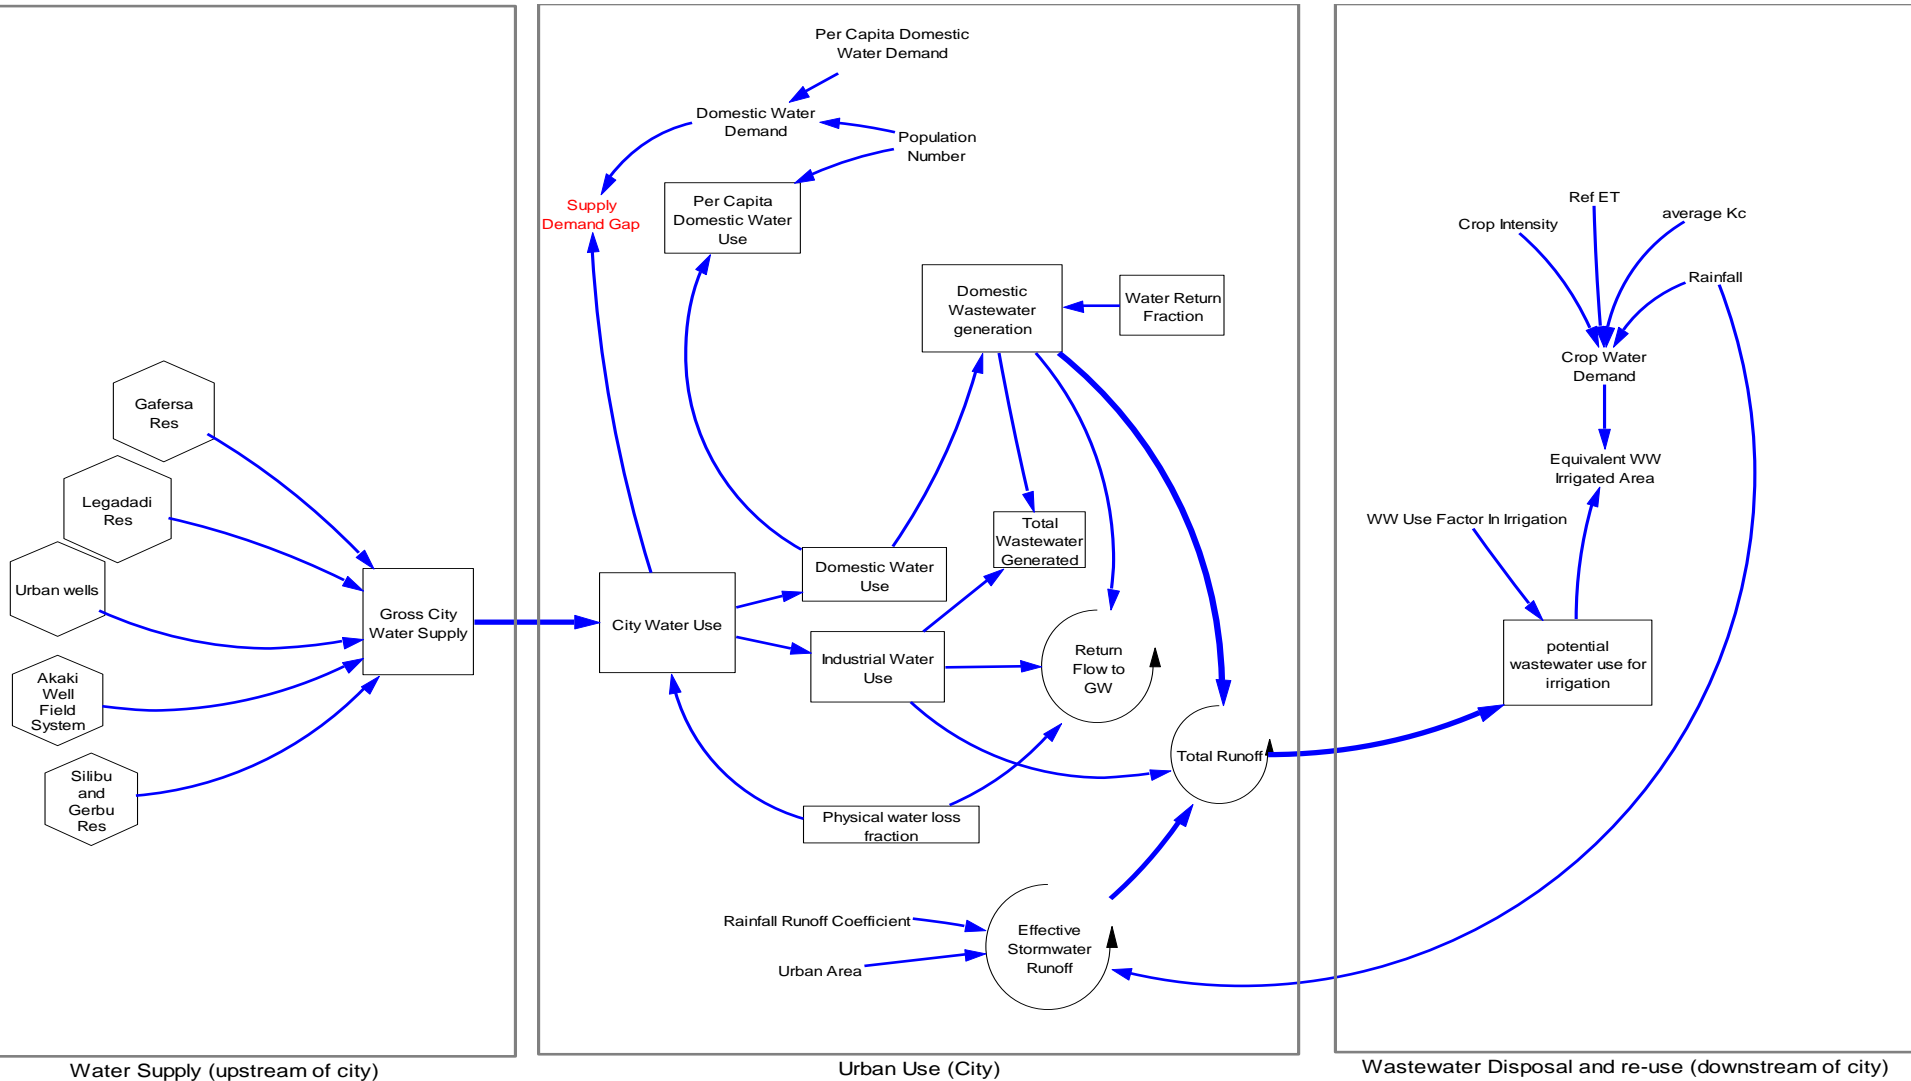 Gafersa
Res
Legadadi
Res
Urban wells
Akaki
Well
Field
System
Silibu
and
Gerbu
Res
Gross City
Water Supply
Water Supply (upstream of city)
Per Capita Domestic
Water Demand
Domestic Water
Demand
Population
Number
Supply
Demand Gap
Per Capita
Domestic Water
Use
Domestic
Wastewater
generation
Water Return
Fraction
Total
Wastewater
Generated
Domestic Water
Use
City Water Use
Industrial Water
Use
Return
Flow to
GW
Total Runoff
Physical water loss
fraction
Rainfall Runoff Coefficient
Urban Area
Effective
Stormwater
Runoff
Urban Use (City)
Ref ET
Crop Intensity
average Kc
Rainfall
Crop Water
Demand
Equivalent WW
Irrigated Area
WW Use Factor In Irrigation
potential
wastewater use for
irrigation
Wastewater Disposal and re-use (downstream of city)